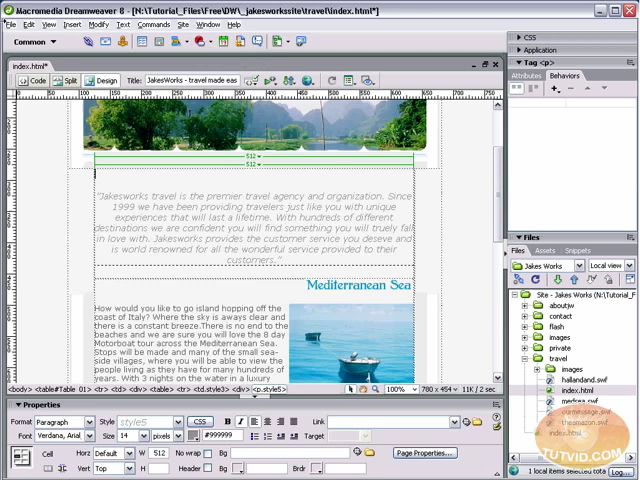 Macromedia Dreamweaver 8 - [N:\Tutorial_Files\Free\DW\_jakesworkssite\travel\index.html*]
File Edit View Insert Modify Text Commands Site Window Help
Common
CSS
Application
Tag <p>
Attributes Behaviors
index.html*
Code Split Design Title: JakesWorks - travel made eas
"Jakesworks travel is the premier travel agency and organization. Since
1999 we have been providing travelers just like you with unique
experiences that will last a lifetime. With hundreds of different
destinations we are confident you will find something you will truely fall
in love with. Jakesworks provides the customer service you deseve and
is world renowned for all the wonderful service provided to their
customers."
Mediterranean Sea
How would you like to go island hopping off the
coast of Italy? Where the sky is aways clear and
there is a constant breeze.There is no end to the
beaches and we are sure you will love the 8 day
Motorboat tour across the Mediterranean Sea.
Stops will be made and many of the small sea-
side villages, where you will be able to view the
people living as they have for many hundreds of
years. With 3 nights on the water in a luxury
512
512
<body> <table#Table_01> <tr> <td> <div> <table> <tr> <td.style3> <div> <p.style5>
100% 780 x 454 11K / 2 sec
Files
Files Assets Snippets
Jakes Works Local view
Site - Jakes Works (N:\Tutorial_F
aboutjw
contact
flash
images
private
travel
images
hallandand.swf
index.html
medsea.swf
ourmessage.swf
theamazon.swf
index.html
1 local items selected tota Log...
TUTVID.COM
Properties
Format Paragraph Style style5 CSS B I Link
Font Verdana, Arial Size 14 pixels #999999 Target
Cell Horz Default W 512 No wrap Bg Page Properties...
Vert Top H Header Bg Brdr